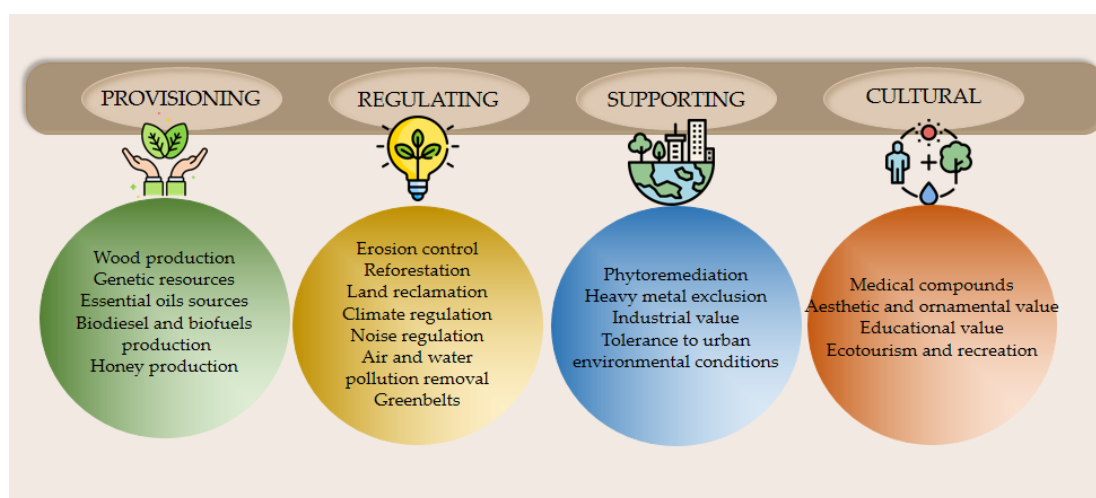 PROVISIONING
REGULATING
SUPPORTING
CULTURAL
Wood production
Genetic resources
Essential oils sources
Biodiesel and biofuels
production
Honey production
Erosion control
Reforestation
Land reclamation
Climate regulation
Noise regulation
Air and water
pollution removal
Greenbelts
Phytoremediation
Heavy metal exclusion
Industrial value
Tolerance to urban
environmental conditions
Medical compounds
Aesthetic and ornamental value
Educational value
Ecotourism and recreation